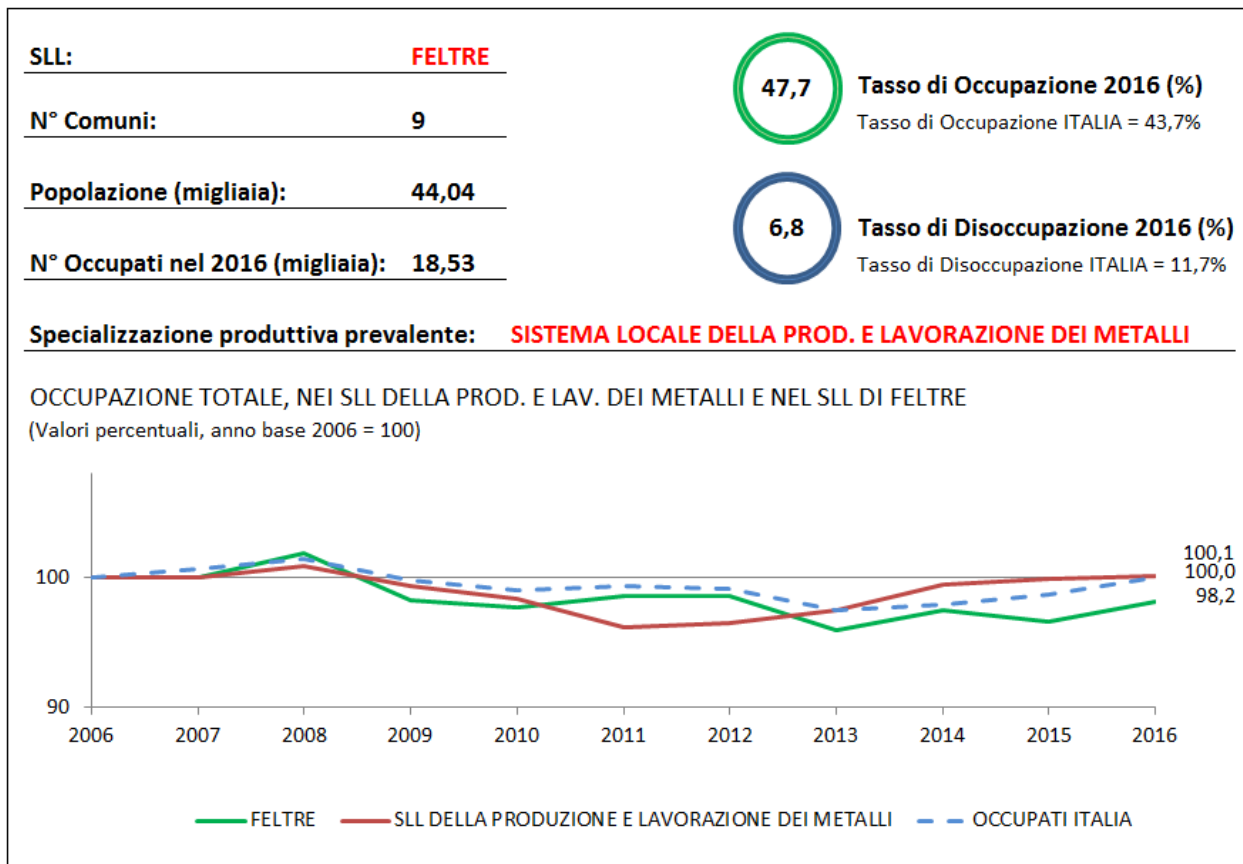 SLL: FELTRE
N° Comuni: 9
Popolazione (migliaia): 44,04
N° Occupati nel 2016 (migliaia): 18,53
47,7
Tasso di Occupazione 2016 (%)
Tasso di Occupazione ITALIA = 43,7%
6,8
Tasso di Disoccupazione 2016 (%)
Tasso di Disoccupazione ITALIA = 11,7%
Specializzazione produttiva prevalente: SISTEMA LOCALE DELLA PROD. E LAVORAZIONE DEI METALLI
OCCUPAZIONE TOTALE, NEI SLL DELLA PROD. E LAV. DEI METALLI E NEL SLL DI FELTRE
(Valori percentuali, anno base 2006 = 100)
100
90
100,1
100,0
98,2
2006 2007 2008 2009 2010 2011 2012 2013 2014 2015 2016
FELTRE SLL DELLA PRODUZIONE E LAVORAZIONE DEI METALLI OCCUPATI ITALIA